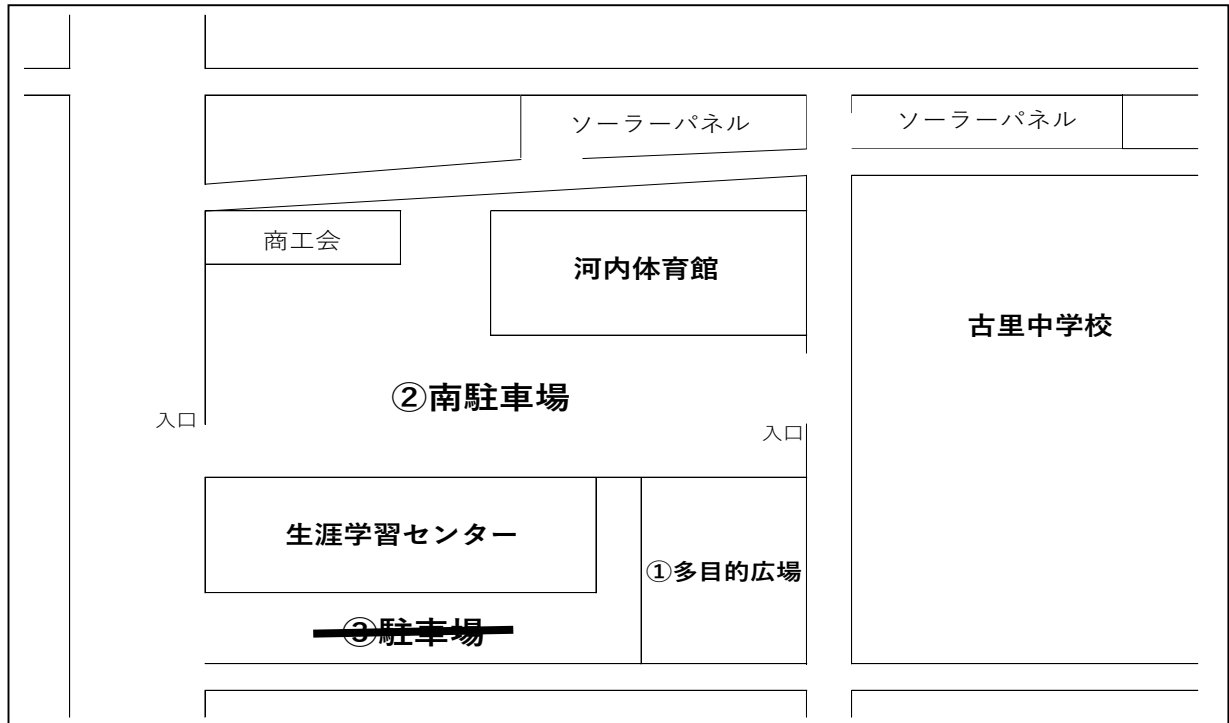 ソーラーパネル
ソーラーパネル
商工会
河内体育館
古里中学校
②南駐車場
入口
入口
生涯学習センター
①多目的広場
③駐車場